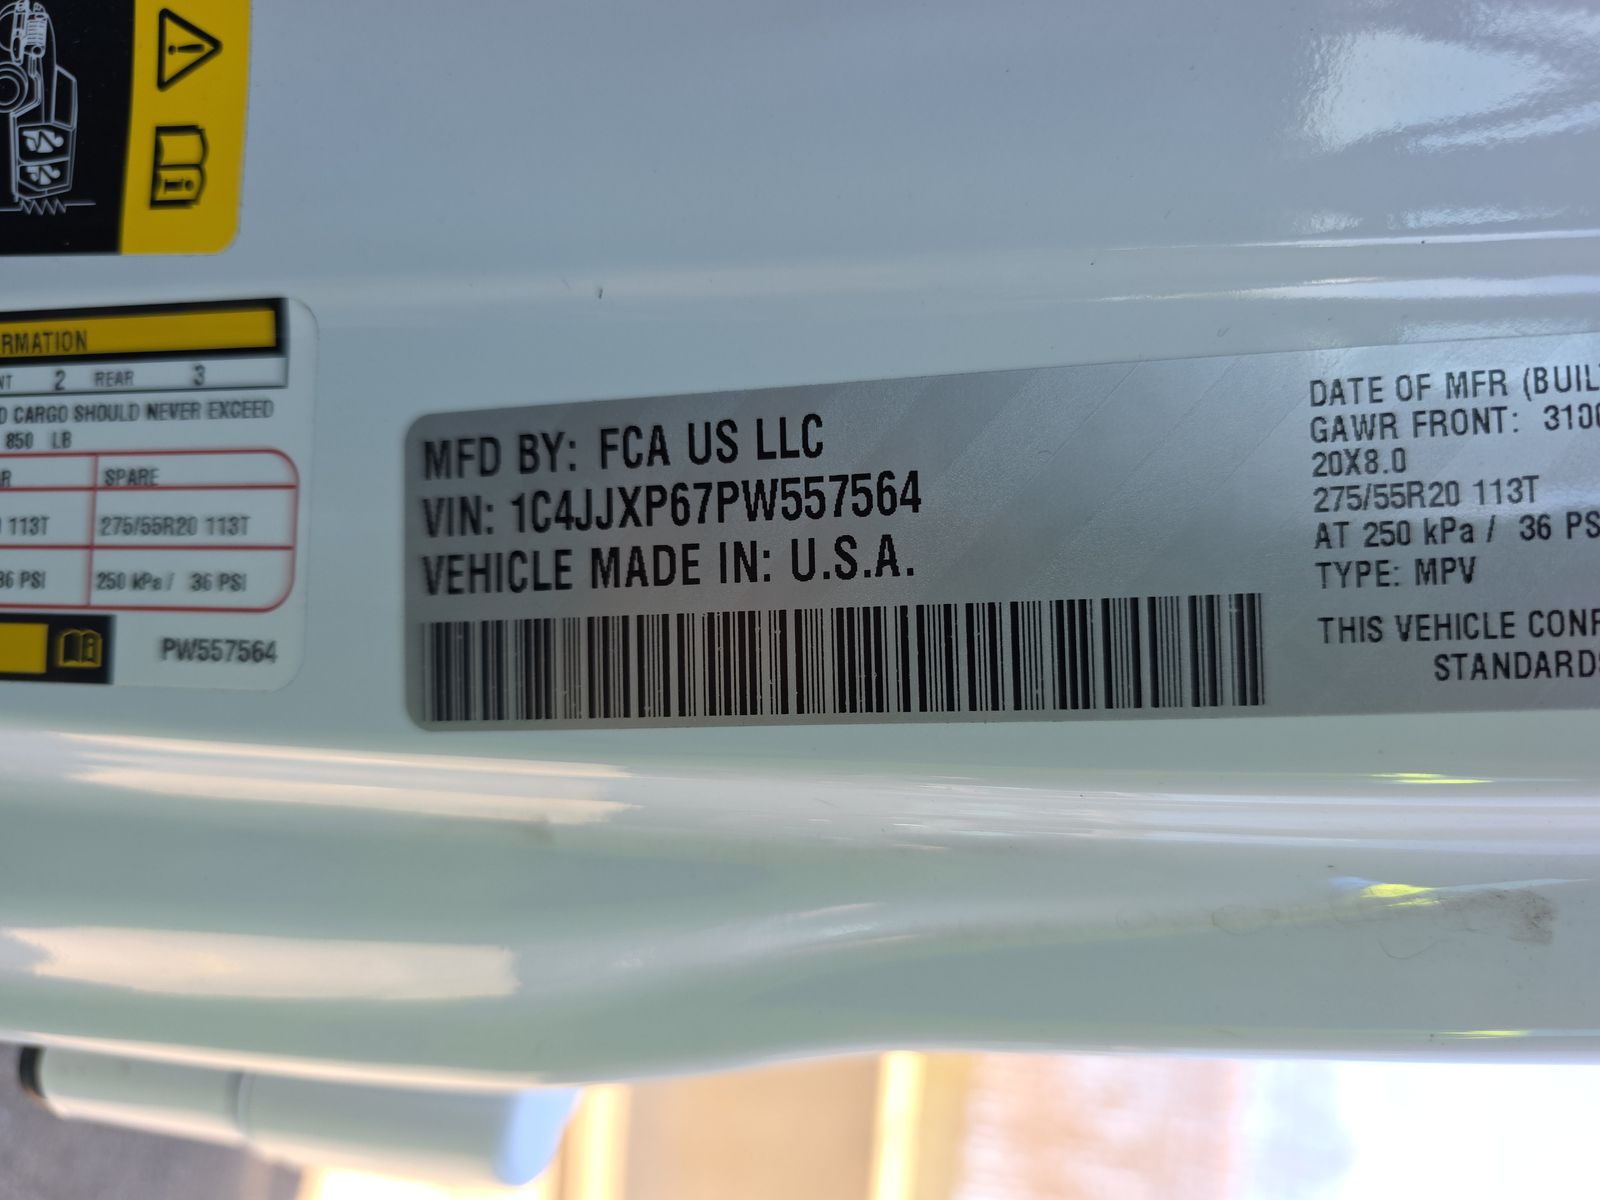 RMATION
NT 2 REAR 3
D CARGO SHOULD NEVER EXCEED
850 LB
R SPARE
113T 275/55R20 113T
36 PSI 250 kPa / 36 PSI
PW557564
MFD BY: FCA US LLC
VIN: 1C4JJXP67PW557564
VEHICLE MADE IN: U.S.A.
DATE OF MFR (BUIL
GAWR FRONT: 310
20X8.0
275/55R20 113T
AT 250 kPa / 36 PS
TYPE: MPV
THIS VEHICLE CONF
STANDARDS